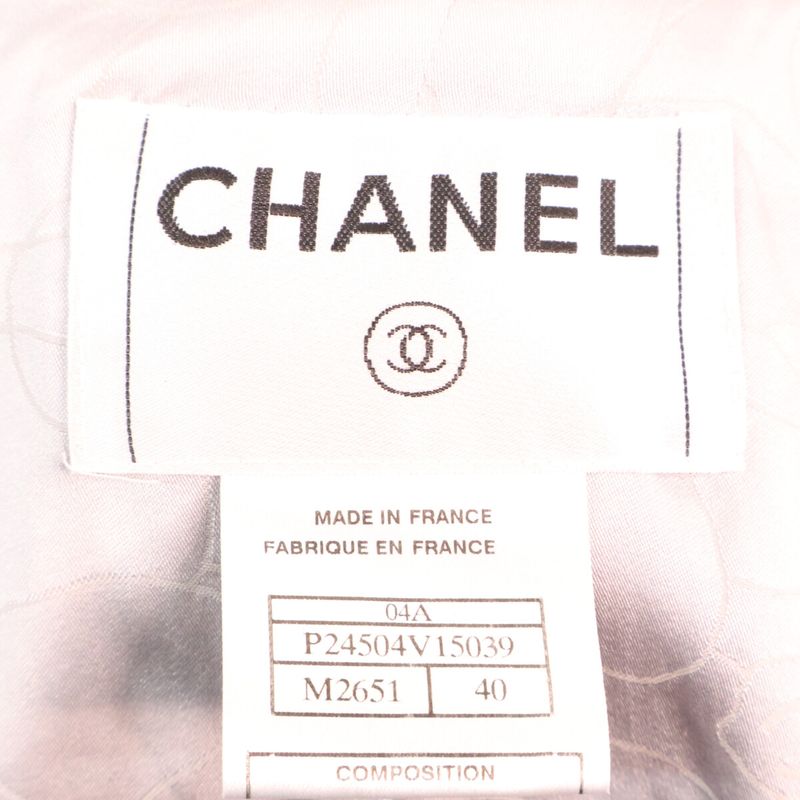 CHANEL
MADE IN FRANCE
FABRIQUE EN FRANCE
04A
P24504V15039
M2651 40
COMPOSITION